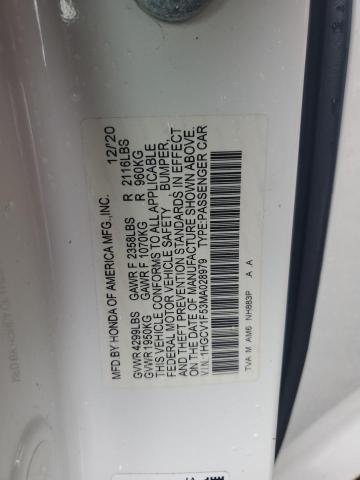 MFD BY HONDA OF AMERICA MFG.,INC. 12/20
GVWR 4299LBS GAWR F 2358LBS R 2116LBS
GVWR 1950KG GAWR F 1070KG R 960KG
THIS VEHICLE CONFORMS TO ALL APPLICABLE
FEDERAL MOTOR VEHICLE SAFETY, BUMPER,
AND THEFT PREVENTION STANDARDS IN EFFECT
ON THE DATE OF MANUFACTURE SHOWN ABOVE.
V.I.N.:1HGCV1F53MA028979 TYPE:PASSENGER CAR
TVA M AM6 NH883P A A